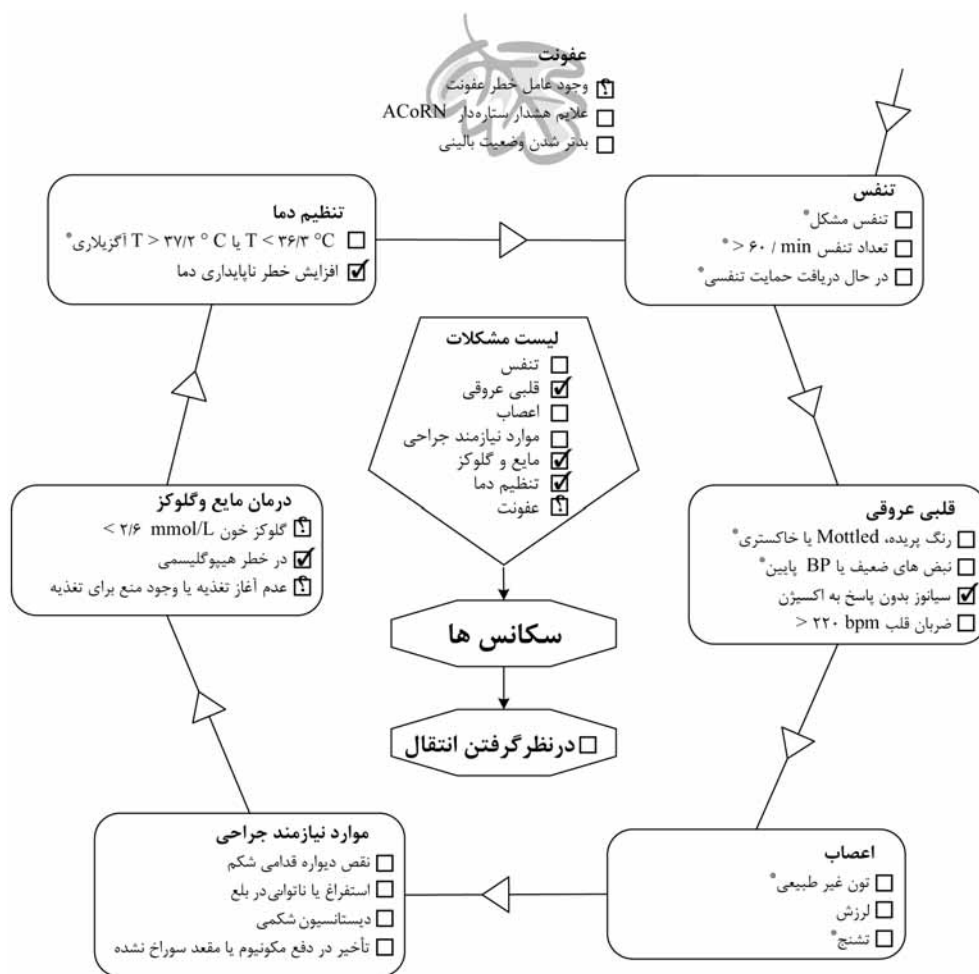 عفونت
وجود عامل خطر عفونت
علایم هشدار ستاره‌دار ACoRN
بدتر شدن وضعیت بالینی
تنفس
تنفس مشکل*
تعداد تنفس ۶۰ / min < *
در حال دریافت حمایت تنفسی*
قلبی عروقی
رنگ پریده، Mottled یا خاکستری*
نبض های ضعیف یا BP پایین*
سیانوز بدون پاسخ به اکسیژن
ضربان قلب ۲۲۰ bpm <
اعصاب
تون غیر طبیعی*
لرزش
تشنج*
موارد نیازمند جراحی
نقص دیواره قدامی شکم
استفراغ یا ناتوانی در بلع
دیستانسیون شکمی
تأخیر در دفع مکونیوم یا مقعد سوراخ نشده
درمان مایع وگلوکز
گلوکز خون ۲/۶ mmol/L >
در خطر هیپوگلیسمی
عدم آغاز تغذیه یا وجود منع برای تغذیه
تنظیم دما
T < ۳۶/۳ °C یا T > ۳۷/۲ ° C آگزیلاری*
افزایش خطر ناپایداری دما
لیست مشکلات
تنفس
قلبی عروقی
اعصاب
موارد نیازمند جراحی
مایع و گلوکز
تنظیم دما
عفونت
سکانس ها
درنظرگرفتن انتقال